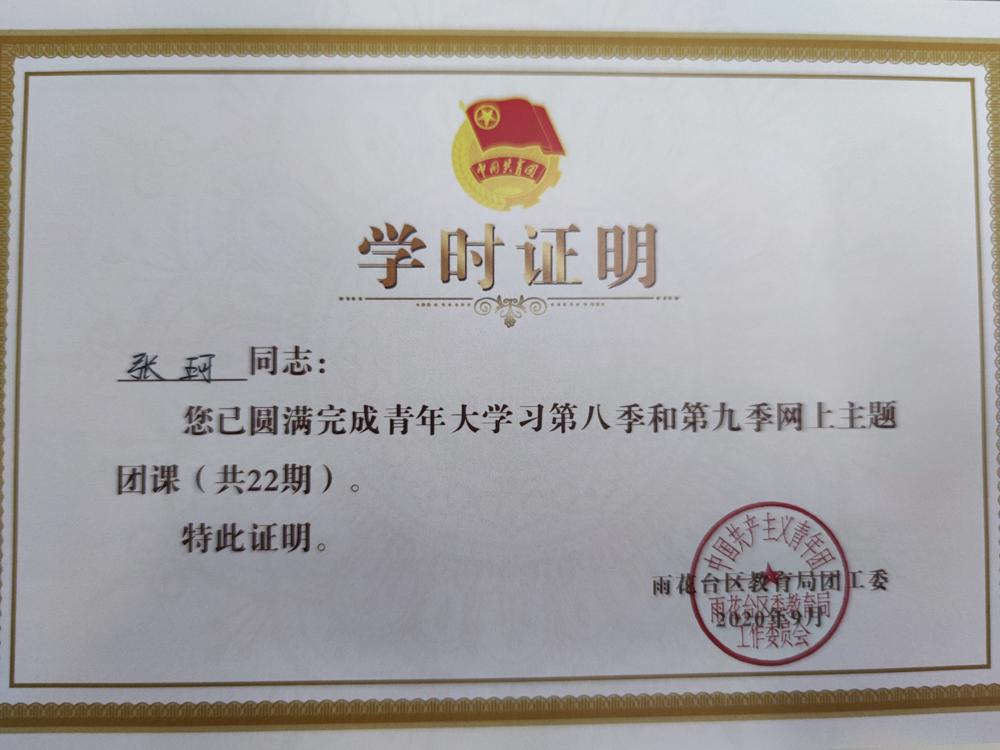 中国共青团
学时证明
张珂同志：
您已圆满完成青年大学习第八季和第九季网上主题
团课（共22期）。
特此证明。
雨花台区教育局团工委
2020年9月
中国共产主义青年团
雨花台区委教育局
工作委员会